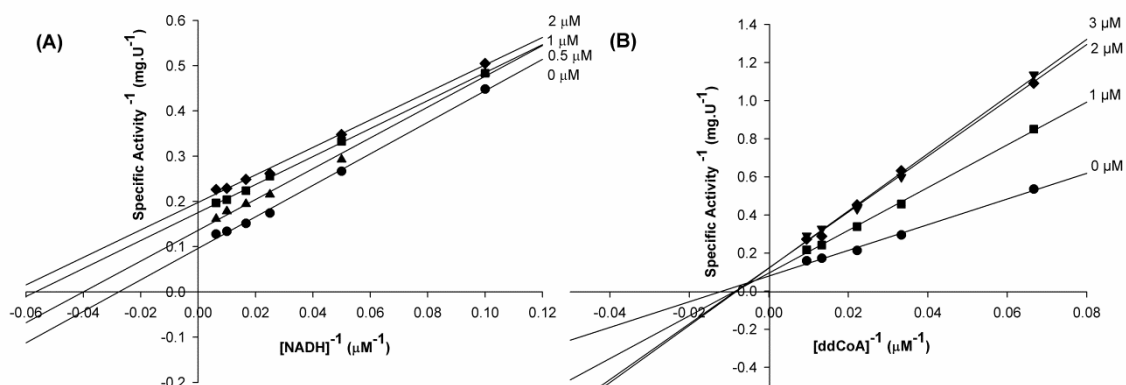 (A)
Specific Activity ⁻¹ (mg.U⁻¹)
0.6
0.5
0.4
0.3
0.2
0.1
0.0
-0.1
-0.2
-0.06
-0.04
-0.02
0.00
0.02
0.04
0.06
0.08
0.10
0.12
[NADH]⁻¹ (μM⁻¹)
2 μM
1 μM
0.5 μM
0 μM
(B)
Specific Activity ⁻¹ (mg.U⁻¹)
1.4
1.2
1.0
0.8
0.6
0.4
0.2
0.0
-0.2
-0.4
-0.04
-0.02
0.00
0.02
0.04
0.06
0.08
[ddCoA]⁻¹ (μM⁻¹)
3 μM
2 μM
1 μM
0 μM